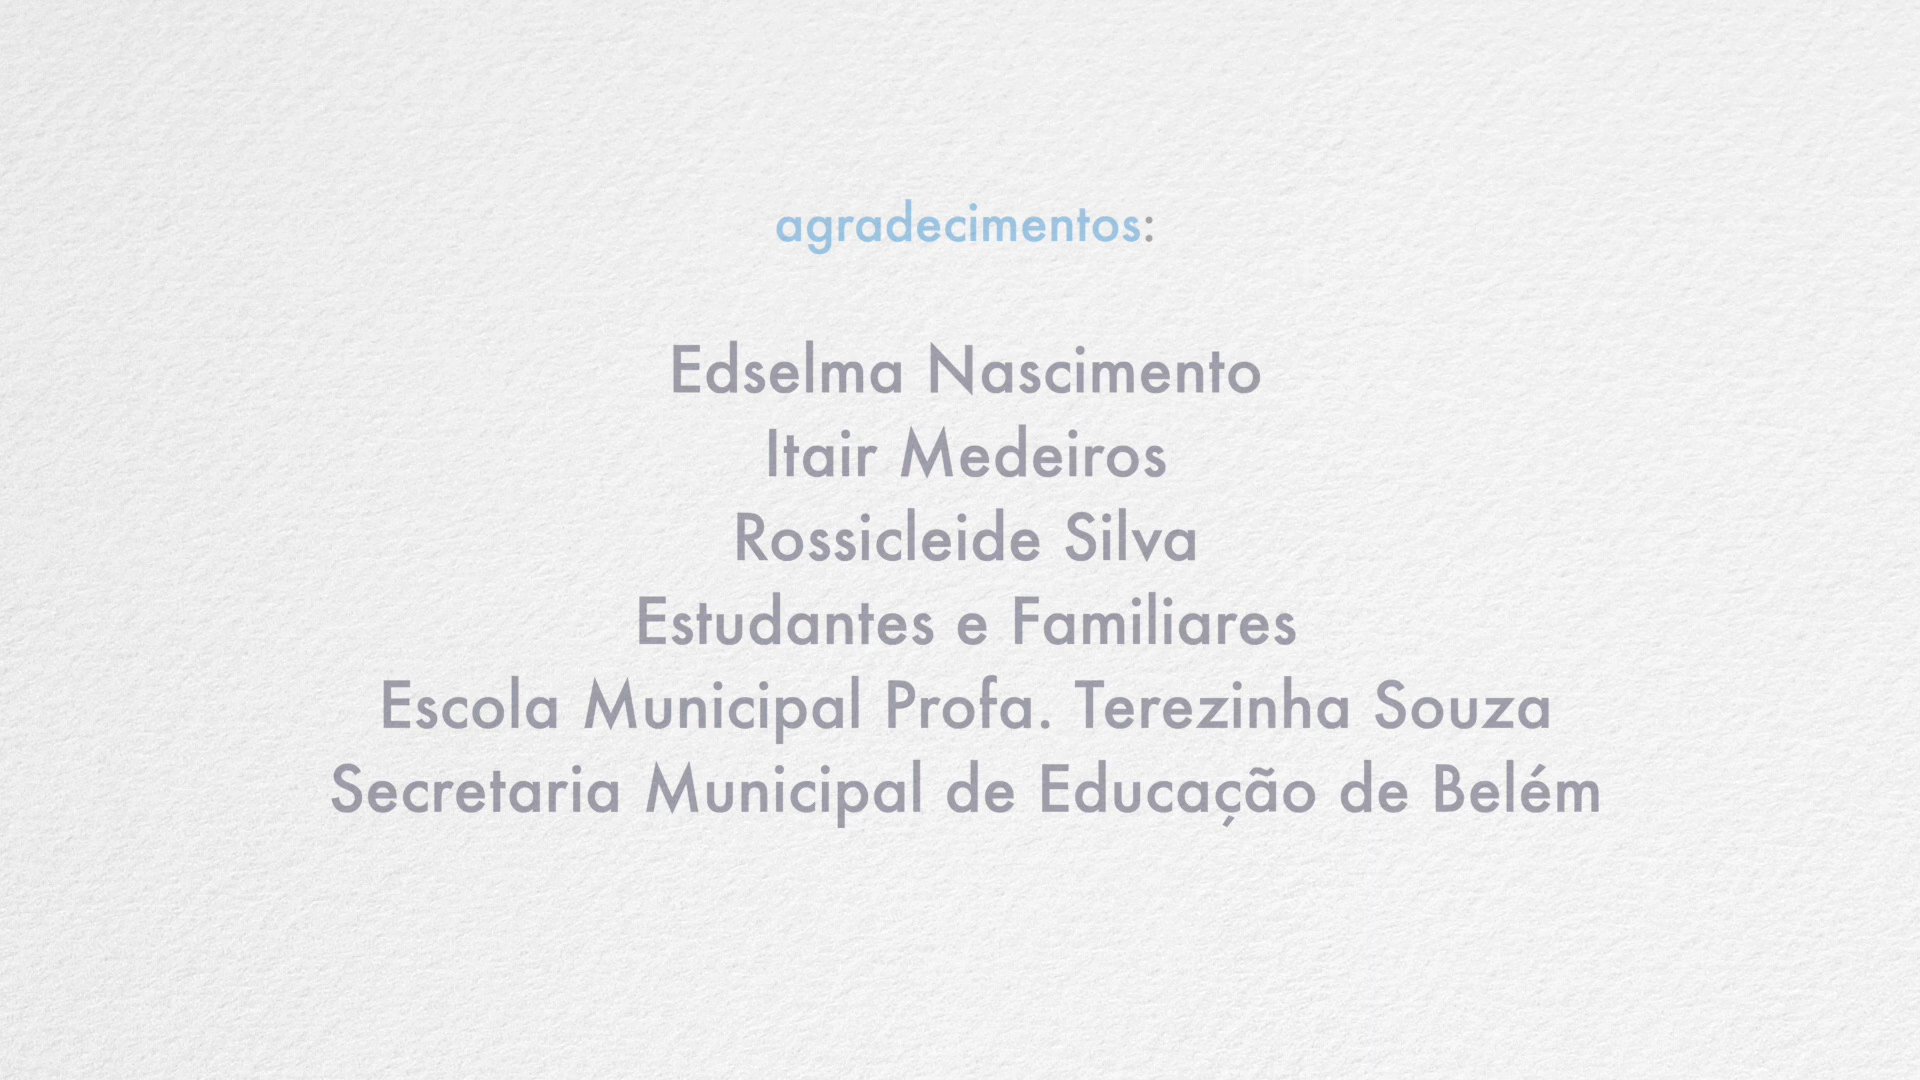 agradecimentos:
Edselma Nascimento
Itair Medeiros
Rossicleide Silva
Estudantes e Familiares
Escola Municipal Profa. Terezinha Souza
Secretaria Municipal de Educação de Belém